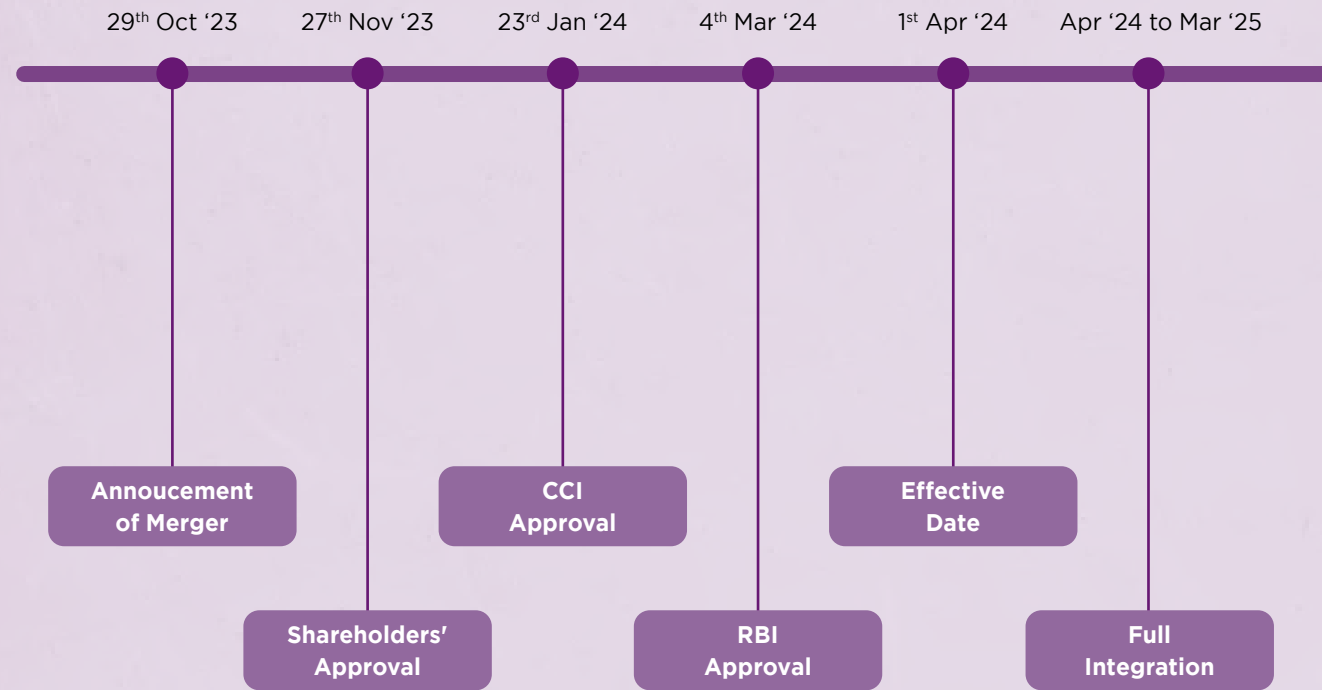 29th Oct ‘23
27th Nov ‘23
23rd Jan ‘24
4th Mar ‘24
1st Apr ‘24
Apr ‘24 to Mar ‘25
Annoucement
of Merger
CCI
Approval
Effective
Date
Shareholders'
Approval
RBI
Approval
Full
Integration